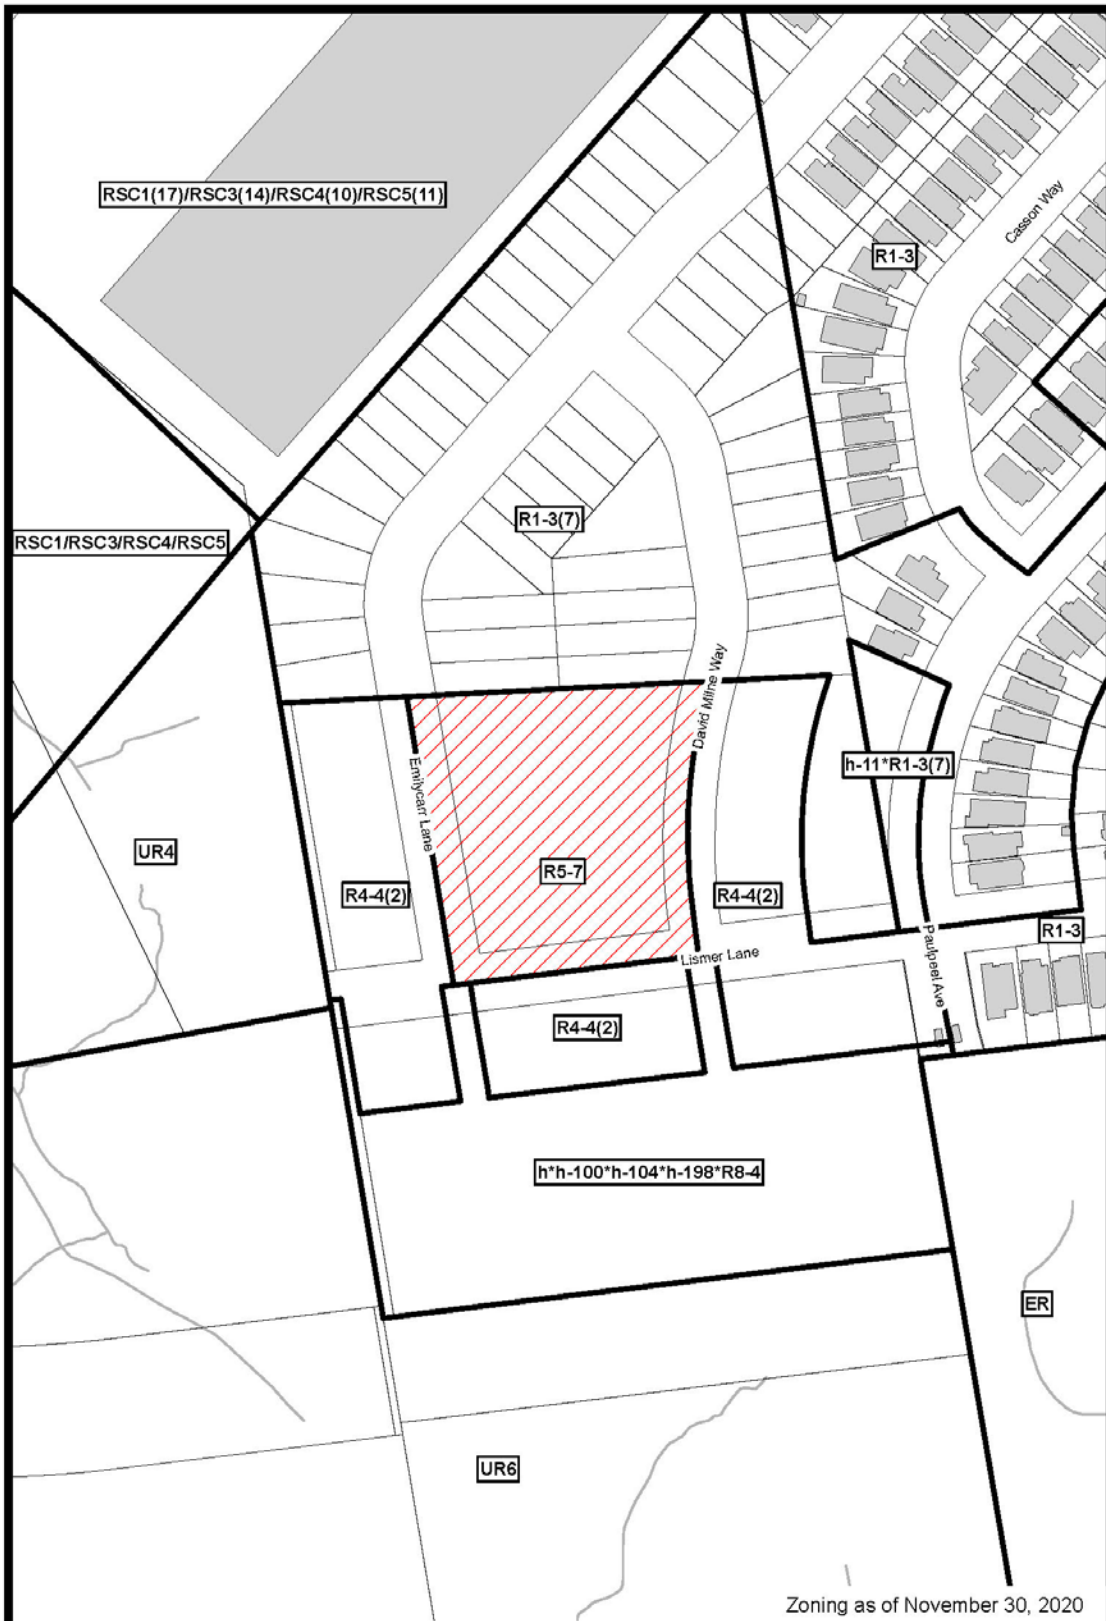 RSC1(17)/RSC3(14)/RSC4(10)/RSC5(11)
Casson Way
R1-3
R1-3(7)
RSC1/RSC3/RSC4/RSC5
David Milne Way
Emilycarr Lane
h-11*R1-3(7)
UR4
R5-7
R4-4(2)
R4-4(2)
R1-3
Lismer Lane
Paulpeel Ave
R4-4(2)
h*h-100*h-104*h-198*R8-4
ER
UR6
Zoning as of November 30, 2020